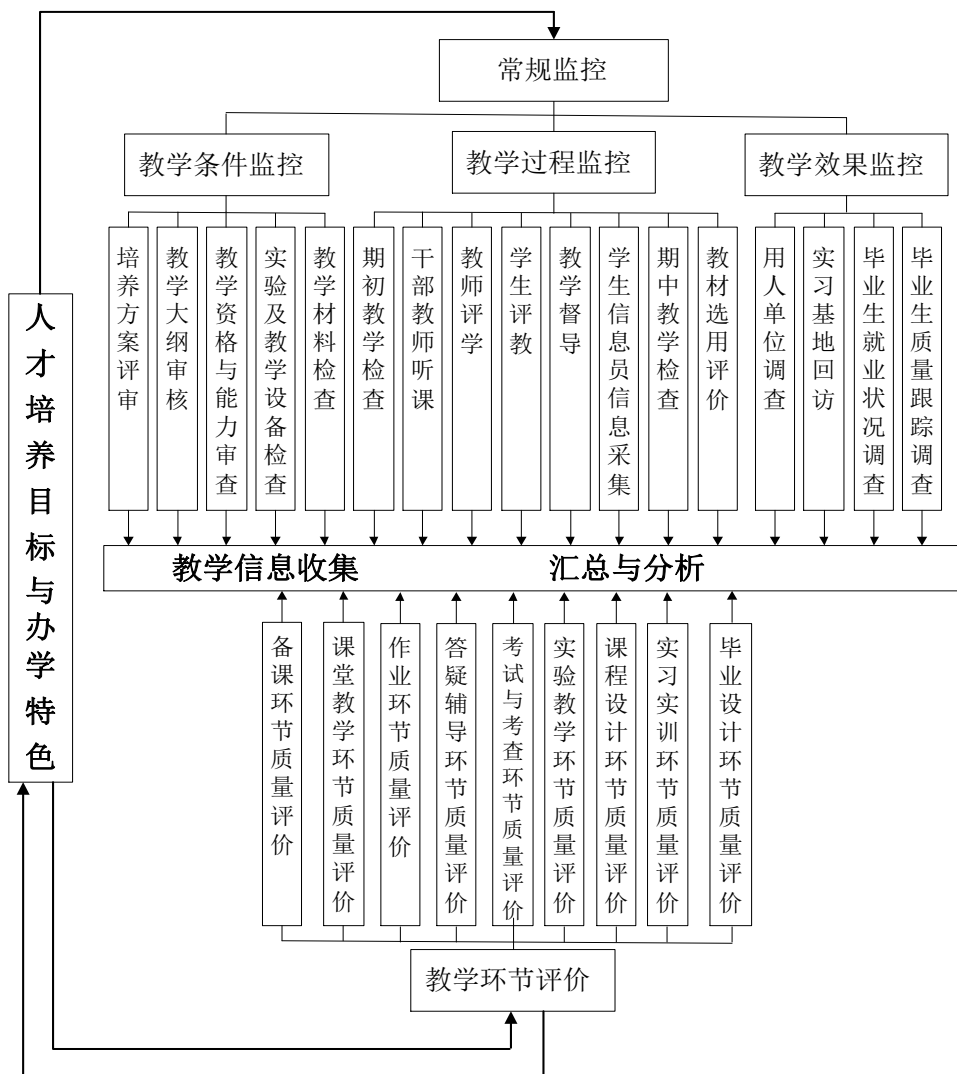 常规监控
教学条件监控
教学过程监控
教学效果监控
培养方案评审
教学大纲审核
教学资格与能力审查
实验及教学设备检查
教学材料检查
期初教学检查
干部教师听课
教师评学
学生评教
教学督导
学生信息员信息采集
期中教学检查
教材选用评价
用人单位调查
实习基地回访
毕业生就业状况调查
毕业生质量跟踪调查
人才培养目标与办学特色
教学信息收集 汇总与分析
备课环节质量评价
课堂教学环节质量评价
作业环节质量评价
答疑辅导环节质量评价
考试与考查环节质量评价
实验教学环节质量评价
课程设计环节质量评价
实习实训环节质量评价
毕业设计环节质量评价
教学环节评价